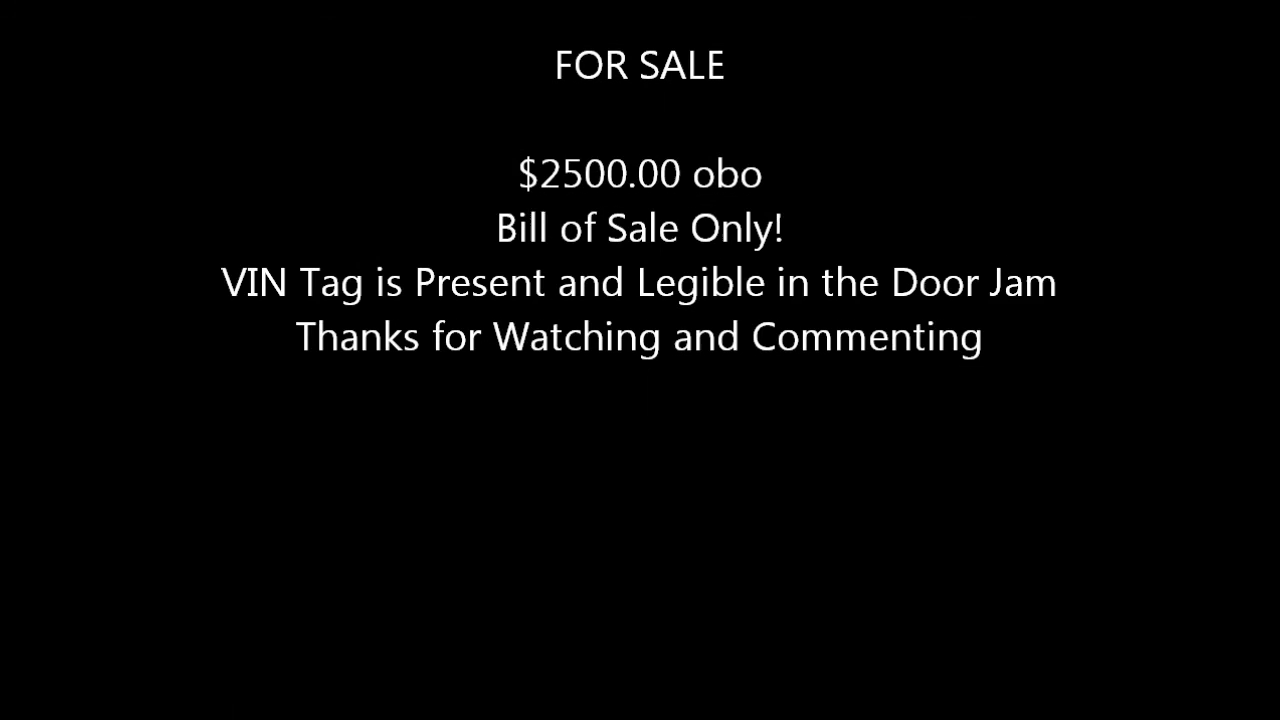 FOR SALE
$2500.00 obo
Bill of Sale Only!
VIN Tag is Present and Legible in the Door Jam
Thanks for Watching and Commenting